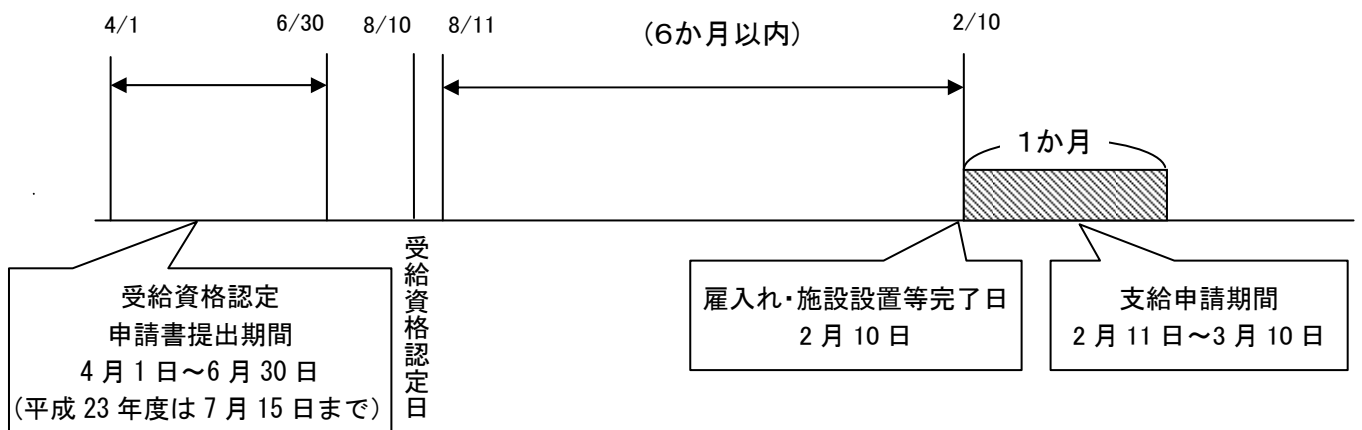 4/1
6/30
8/10
8/11
(6か月以内)
2/10
1か月
受給資格認定
申請書提出期間
4月1日～6月30日
(平成23年度は7月15日まで)
受給資格認定日
雇入れ・施設設置等完了日
2月10日
支給申請期間
2月11日～3月10日